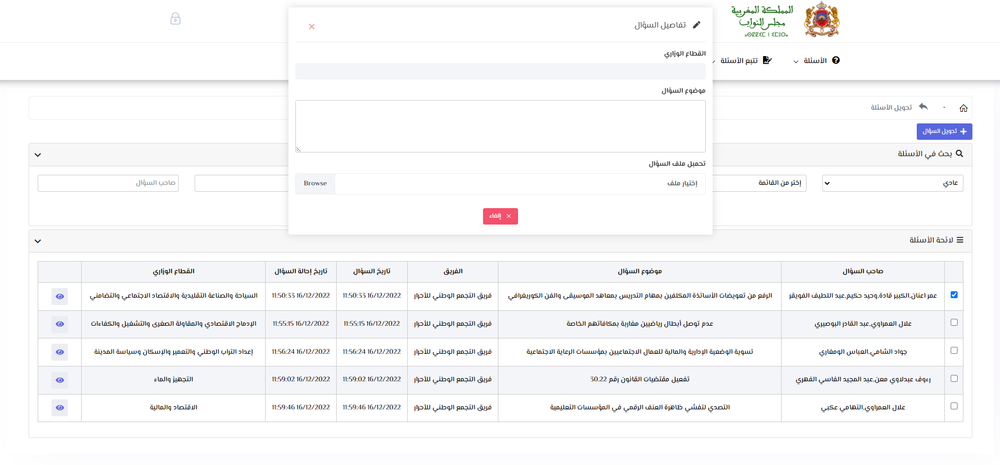 المملكة المغربية
مجلس النواب
ⵜⴰⴳⵍⴷⵉⵜ
الأسئلة
تتبع الأسئلة
0
تحويل الأسئلة
-
تحويل السؤال
بحث في الأسئلة
عادي
إختر من القائمة
صاحب السؤال
تفاصيل السؤال
القطاع الوزاري
موضوع السؤال
تحميل ملف السؤال
إختيار ملف
Browse
إلغاء
لائحة الأسئلة
صاحب السؤال موضوع السؤال الفريق تاريخ السؤال تاريخ إحالة السؤال القطاع الوزاري
عمر اعنان,الكبير قادة,وحيد حكيم,عبد اللطيف الفويقر الرفع من تعويضات الأساتذة المكلفين بمهام التدريس بمعاهد الموسيقى والفن الكوريغرافي فريق التجمع الوطني للأحرار 16/12/2022 11:50:33 16/12/2022 11:50:33 السياحة والصناعة التقليدية والاقتصاد الاجتماعي والتضامني
علال العمراوي,عبد القادر البوصيري عدم توصل أبطال رياضيين مغاربة بمكافآتهم الخاصة فريق التجمع الوطني للأحرار 16/12/2022 11:55:15 16/12/2022 11:55:15 الإدماج الاقتصادي والمقاولة الصغرى والتشغيل والكفاءات
جواد الشامي,العباس الومغاري تسوية الوضعية الإدارية والمالية للعمال الاجتماعيين بمؤسسات الرعاية الاجتماعية فريق التجمع الوطني للأحرار 16/12/2022 11:56:24 16/12/2022 11:56:24 إعداد التراب الوطني والتعمير والإسكان وسياسة المدينة
رءوف عبدلاوي معن,عبد المجيد الفاسي الفهري تفعيل مقتضيات القانون رقم 30.22 فريق التجمع الوطني للأحرار 16/12/2022 11:59:02 16/12/2022 11:59:02 التجهيز والماء
علال العمراوي,التهامي عكبي التصدي لتفشي ظاهرة العنف الرقمي في المؤسسات التعليمية فريق التجمع الوطني للأحرار 16/12/2022 11:59:46 16/12/2022 11:59:46 الاقتصاد والمالية